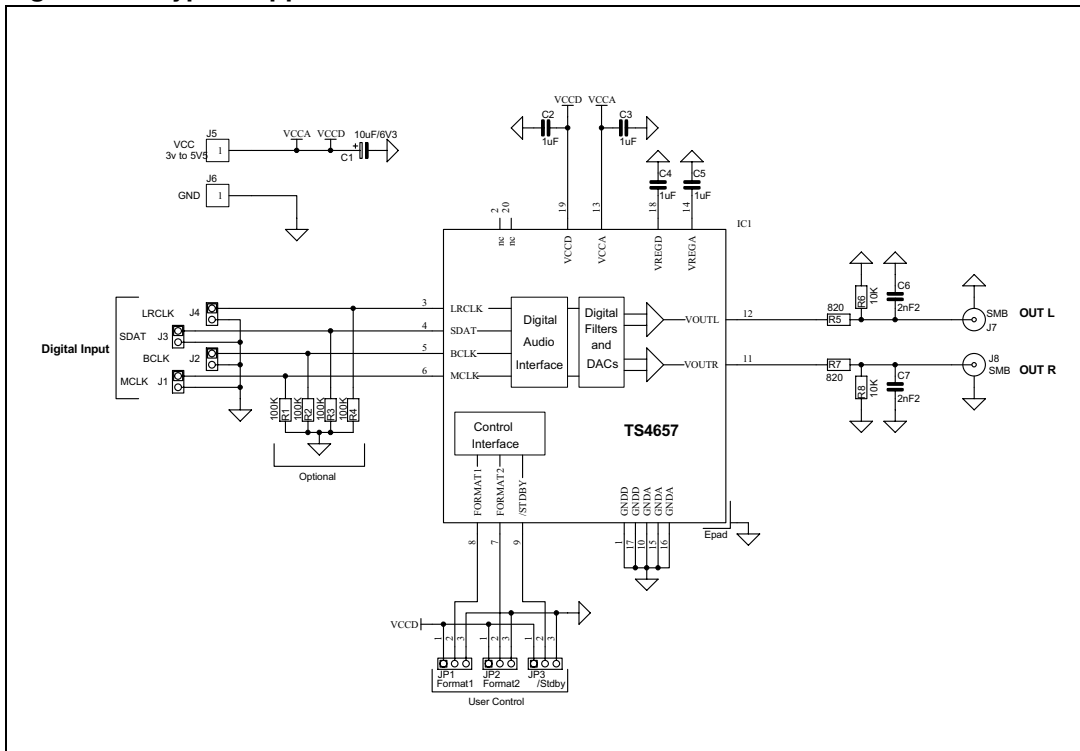 VCCD VCCA
C2 C3
1uF 1uF
J5
VCC 1
3v to 5V5
VCCA VCCD
10uF/6V3
+
C1
J6
GND 1
C4 C5
1uF 1uF
2 20 19 13 18 14
nc nc VCCD VCCA VREGD VREGA
IC1
Digital Input
LRCLK J4
SDAT J3
BCLK J2
MCLK J1
3 LRCLK
4 SDAT
5 BCLK
6 MCLK
Digital
Audio
Interface
Digital
Filters
and
DACs
VOUTL 12
VOUTR 11
820
R5
R6
10K
C6
2nF2
SMB
J7
OUT L
R7
820
R8
10K
C7
2nF2
J8
SMB
OUT R
100K 100K 100K 100K
R1 R2 R3 R4
Optional
Control
Interface
TS4657
FORMAT1 FORMAT2 /STDBY
8 7 9
GNDD GNDD GNDA GNDA GNDA
1 17 10 15 16
Epad
VCCD
1 2 3 1 2 3 1 2 3
JP1 JP2 JP3
Format1 Format2 /Stdby
User Control